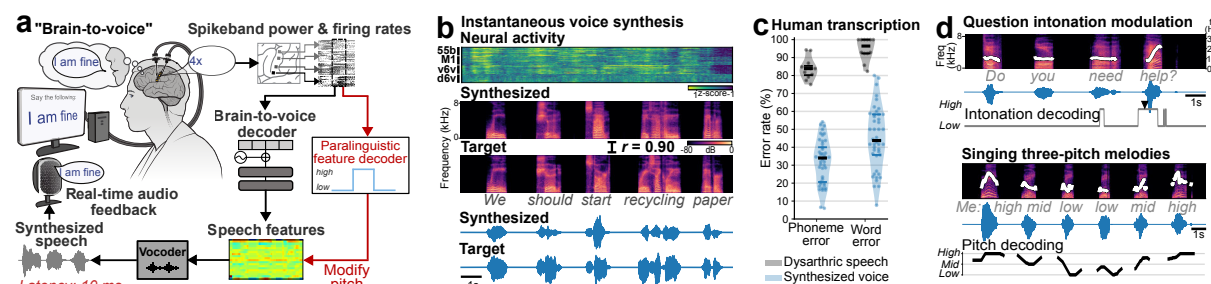 a "Brain-to-voice"
Spikeband power & firing rates
I am fine
4x
Say the following:
I am fine
Brain-to-voice
decoder
Paralinguistic
feature decoder
high
low
I am fine
Real-time audio
feedback
Synthesized
speech
Vocoder
Speech features
Modify
pitch
b Instantaneous voice synthesis
Neural activity
55b
M1
v6v
d6v
z-score
Synthesized
8
0
Frequency (kHz)
Target
r = 0.90
-80 dB 0
We should start recycling paper
Synthesized
Target
c Human transcription
Error rate (%)
100
90
80
70
60
50
40
30
20
10
0
Phoneme
error
Word
error
Dysarthric speech
Synthesized voice
d Question intonation modulation
Freq
(kHz)
5
0
Do you need help?
1s
High
Low
Intonation decoding
Singing three-pitch melodies
Me: high mid low low mid high
1s
Pitch decoding
High
Mid
Low